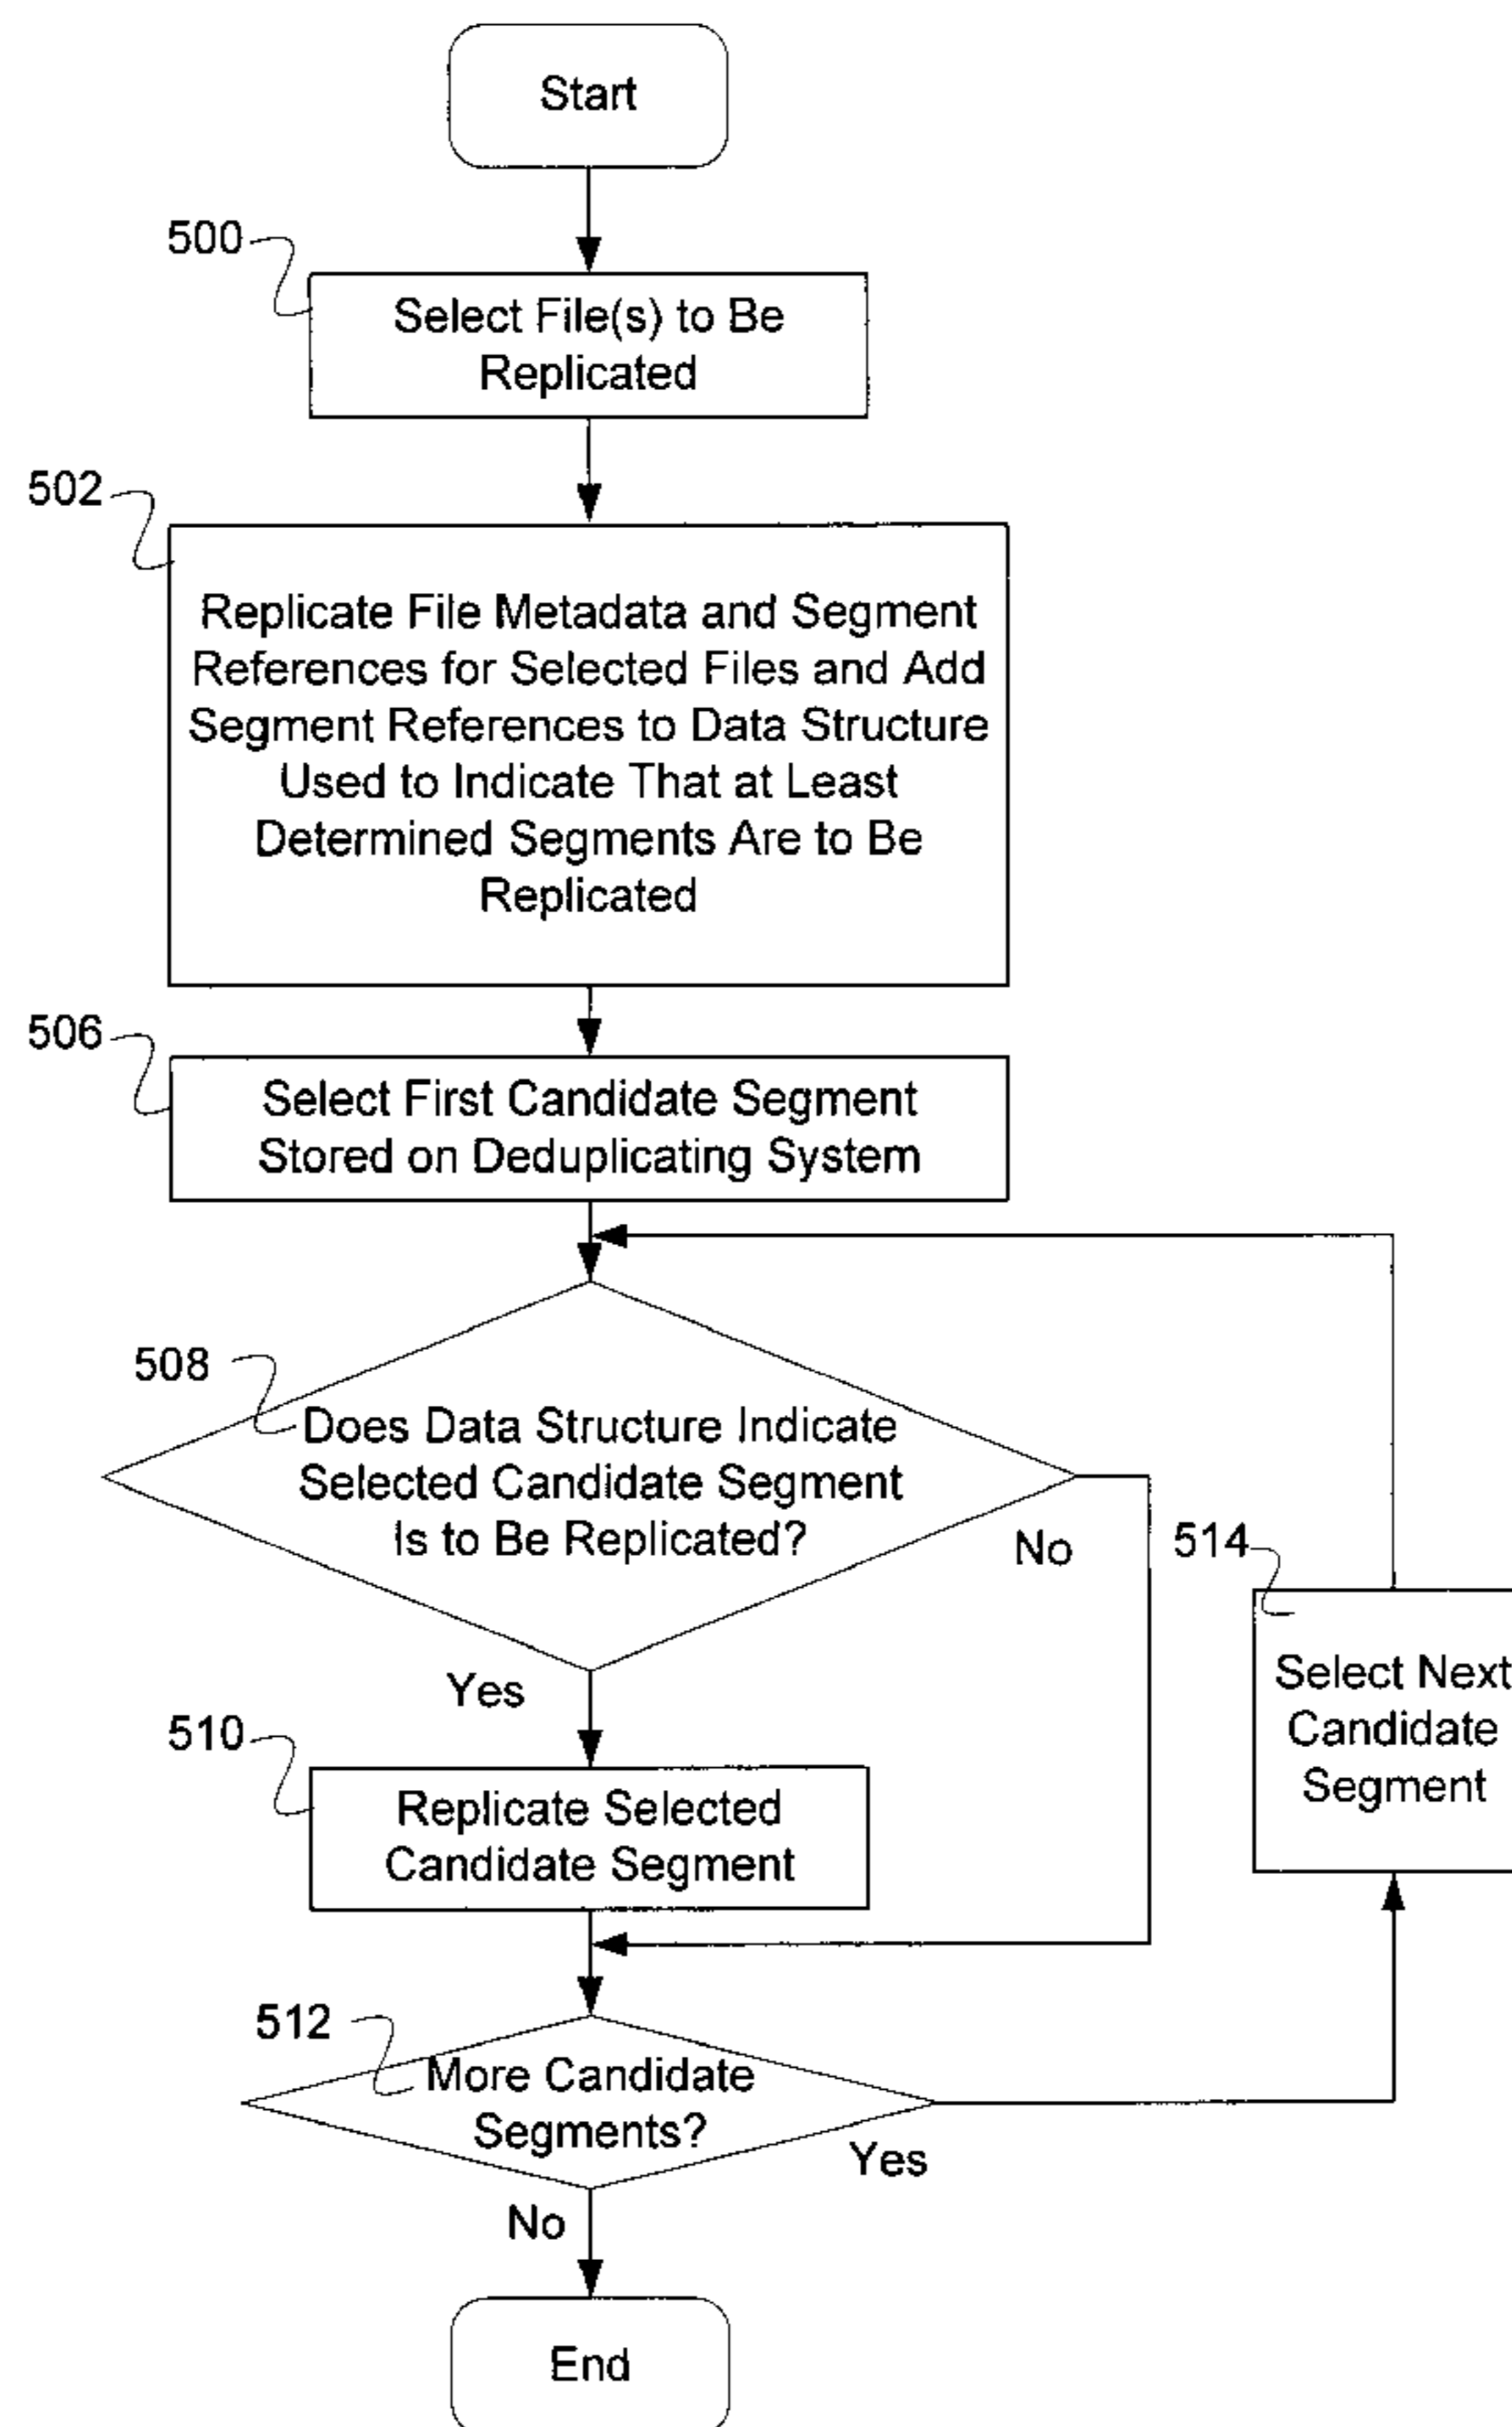 Start
500
Select File(s) to Be
Replicated
502
Replicate File Metadata and Segment
References for Selected Files and Add
Segment References to Data Structure
Used to Indicate That at Least
Determined Segments Are to Be
Replicated
506
Select First Candidate Segment
Stored on Deduplicating System
508
Does Data Structure Indicate
Selected Candidate Segment
Is to Be Replicated?
No
514
Select Next
Candidate
Segment
Yes
510
Replicate Selected
Candidate Segment
512
More Candidate
Segments?
Yes
No
End